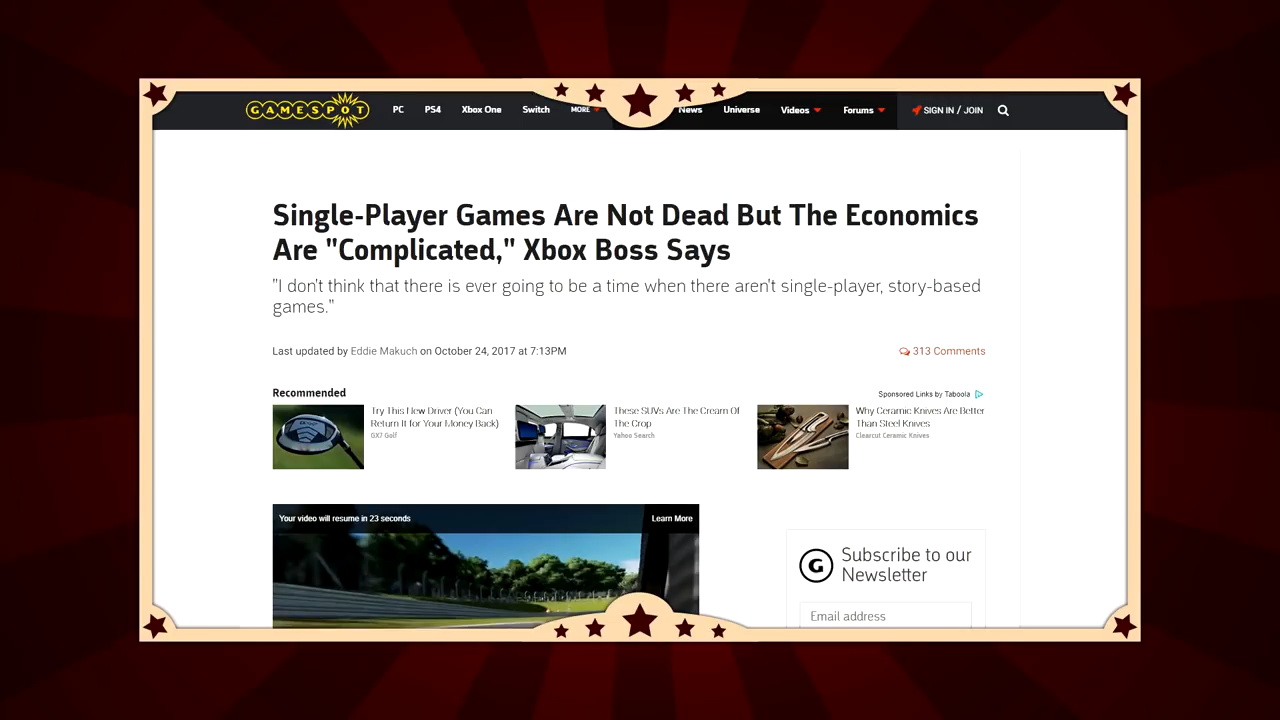 GAMESPOT PC PS4 Xbox One Switch MORE News Universe Videos Forums SIGN IN / JOIN
Single-Player Games Are Not Dead But The Economics
Are "Complicated," Xbox Boss Says
"I don't think that there is ever going to be a time when there aren't single-player, story-based
games."
Last updated by Eddie Makuch on October 24, 2017 at 7:13PM 313 Comments
Recommended Sponsored Links by Taboola
Try This New Driver (You Can
Return It for Your Money Back)
GX7 Golf
These SUVs Are The Cream Of
The Crop
Yahoo Search
Why Ceramic Knives Are Better
Than Steel Knives
Clearcut Ceramic Knives
Your video will resume in 23 seconds Learn More
G
Subscribe to our
Newsletter
Email address